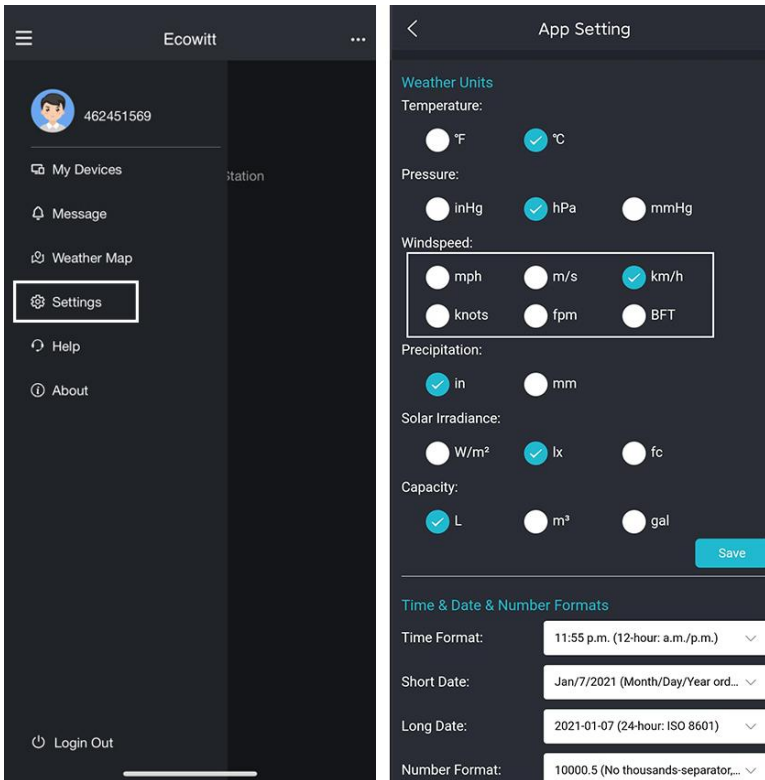 Ecowitt
462451569
My Devices
Station
Message
Weather Map
Settings
Help
About
Login Out
App Setting
Weather Units
Temperature:
℉ ℃
Pressure:
inHg hPa mmHg
Windspeed:
mph m/s km/h
knots fpm BFT
Precipitation:
in mm
Solar Irradiance:
W/m² lx fc
Capacity:
L m³ gal
Save
Time & Date & Number Formats
Time Format: 11:55 p.m. (12-hour: a.m./p.m.)
Short Date: Jan/7/2021 (Month/Day/Year ord...
Long Date: 2021-01-07 (24-hour: ISO 8601)
Number Format: 10000.5 (No thousands-separator,...